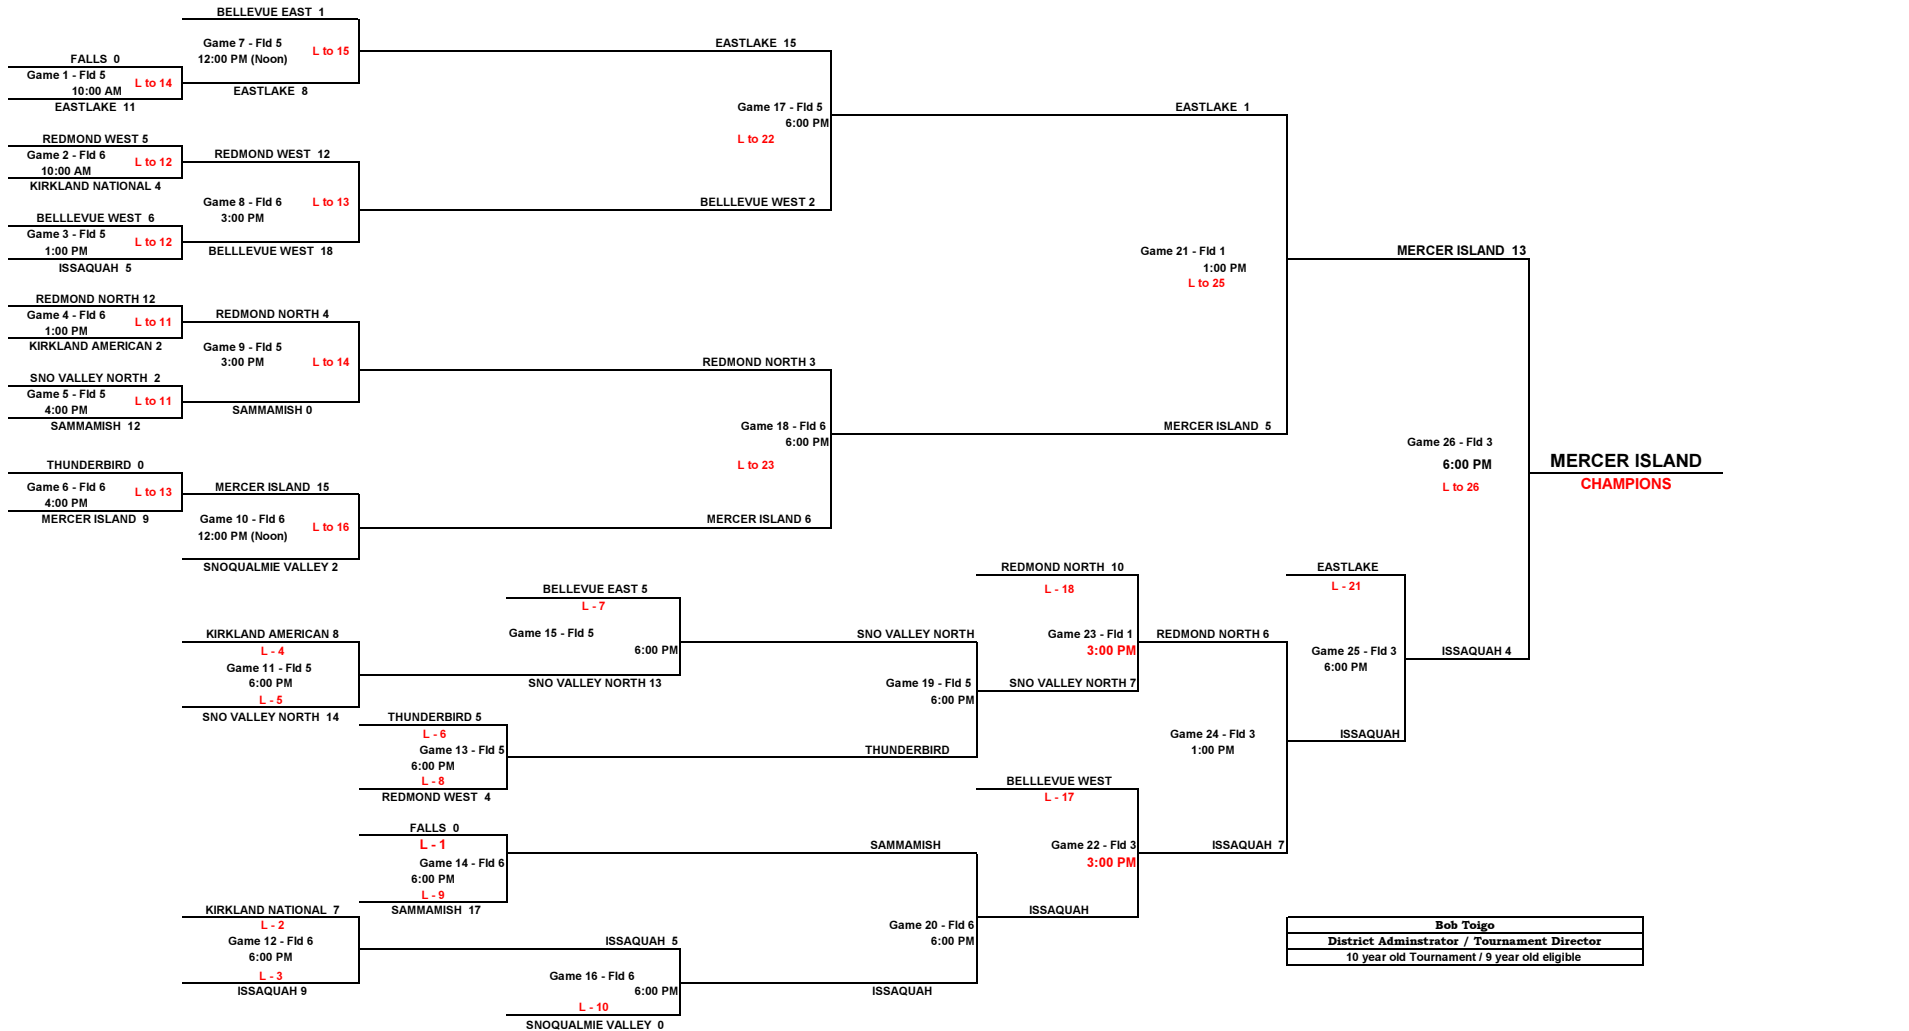 BELLEVUE EAST  1
Game 7 - Fld 5
12:00 PM (Noon)
L to 15
EASTLAKE  8
FALLS  0
Game 1 - Fld 5
10:00 AM
L to 14
EASTLAKE  11
REDMOND WEST 5
Game 2 - Fld 6
10:00 AM
L to 12
KIRKLAND NATIONAL 4
REDMOND WEST  12
Game 8 - Fld 6
3:00 PM
L to 13
BELLLEVUE WEST  18
BELLLEVUE WEST  6
Game 3 - Fld 5
1:00 PM
L to 12
ISSAQUAH  5
REDMOND NORTH 12
Game 4 - Fld 6
1:00 PM
L to 11
KIRKLAND AMERICAN 2
REDMOND NORTH 4
Game 9 - Fld 5
3:00 PM
L to 14
SAMMAMISH 0
SNO VALLEY NORTH  2
Game 5 - Fld 5
4:00 PM
L to 11
SAMMAMISH  12
THUNDERBIRD  0
Game 6 - Fld 6
4:00 PM
L to 13
MERCER ISLAND  9
MERCER ISLAND  15
Game 10 - Fld 6
12:00 PM (Noon)
L to 16
SNOQUALMIE VALLEY 2
EASTLAKE  15
Game 17 - Fld 5
6:00 PM
L to 22
BELLLEVUE WEST 2
REDMOND NORTH 3
Game 18 - Fld 6
6:00 PM
L to 23
MERCER ISLAND 6
EASTLAKE  1
Game 21 - Fld 1
1:00 PM
L to 25
MERCER ISLAND  5
MERCER ISLAND  13
Game 26 - Fld 3
6:00 PM
L to 26
MERCER ISLAND
CHAMPIONS
ISSAQUAH 4
BELLEVUE EAST 5
L - 7
Game 15 - Fld 5
6:00 PM
SNO VALLEY NORTH 13
KIRKLAND AMERICAN 8
L - 4
Game 11 - Fld 5
6:00 PM
L - 5
SNO VALLEY NORTH  14
THUNDERBIRD 5
L - 6
Game 13 - Fld 5
6:00 PM
L - 8
REDMOND WEST  4
SNO VALLEY NORTH
Game 19 - Fld 5
6:00 PM
THUNDERBIRD
REDMOND NORTH  10
L - 18
Game 23 - Fld 1
3:00 PM
SNO VALLEY NORTH 7
REDMOND NORTH 6
Game 24 - Fld 3
1:00 PM
ISSAQUAH  7
EASTLAKE
L - 21
Game 25 - Fld 3
6:00 PM
ISSAQUAH
BELLLEVUE WEST
L - 17
Game 22 - Fld 3
3:00 PM
ISSAQUAH
FALLS  0
L - 1
Game 14 - Fld 6
6:00 PM
L - 9
SAMMAMISH  17
SAMMAMISH
Game 20 - Fld 6
6:00 PM
ISSAQUAH
KIRKLAND NATIONAL  7
L - 2
Game 12 - Fld 6
6:00 PM
L - 3
ISSAQUAH 9
ISSAQUAH  5
Game 16 - Fld 6
6:00 PM
L - 10
SNOQUALMIE VALLEY  0
Bob Toigo
District Adminstrator / Tournament Director
10 year old Tournament / 9 year old eligible